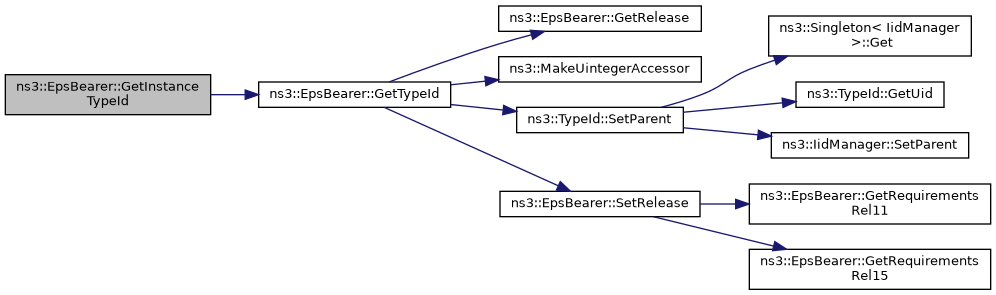 ns3::EpsBearer::GetInstance
TypeId
ns3::EpsBearer::GetTypeId
ns3::EpsBearer::GetRelease
ns3::MakeUintegerAccessor
ns3::TypeId::SetParent
ns3::Singleton< IidManager
>::Get
ns3::TypeId::GetUid
ns3::IidManager::SetParent
ns3::EpsBearer::SetRelease
ns3::EpsBearer::GetRequirements
Rel11
ns3::EpsBearer::GetRequirements
Rel15